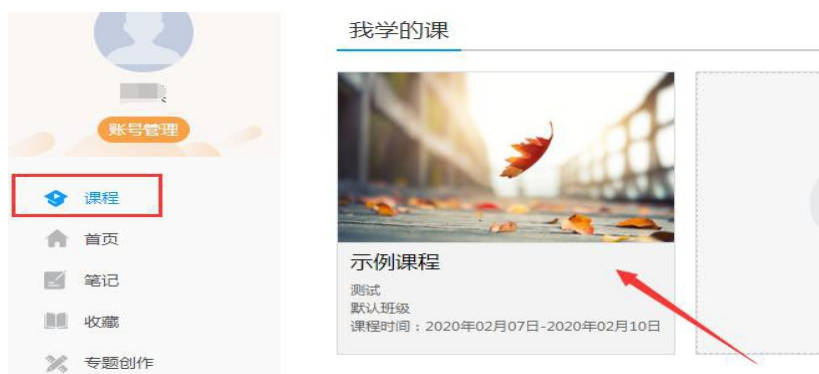 账号管理
课程
首页
笔记
收藏
专题创作
我学的课
示例课程
测试
默认班级
课程时间：2020年02月07日-2020年02月10日